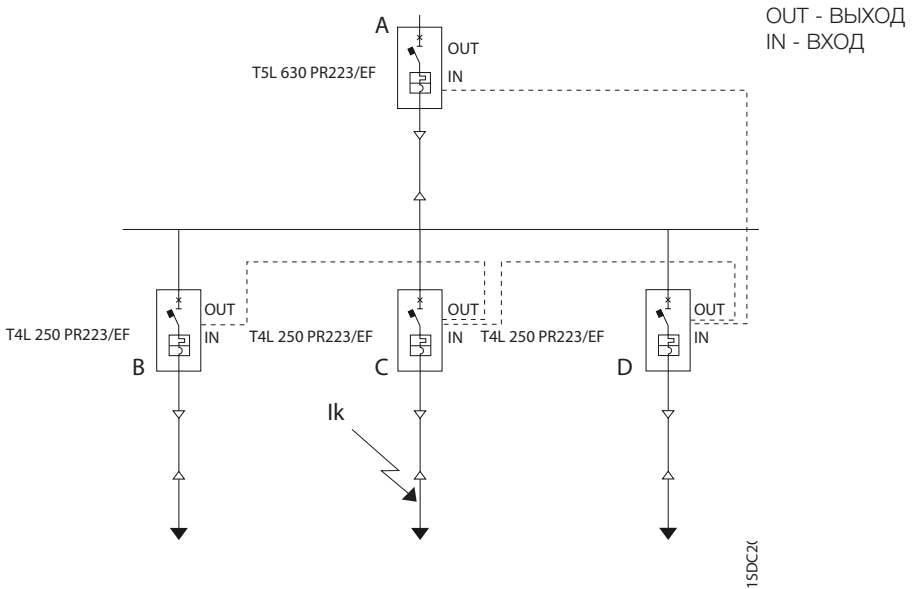 OUT - ВЫХОД
IN - ВХОД
A
OUT
T5L 630 PR223/EF
IN
OUT
OUT
OUT
T4L 250 PR223/EF
IN
T4L 250 PR223/EF
IN
T4L 250 PR223/EF
IN
B
C
D
Ik